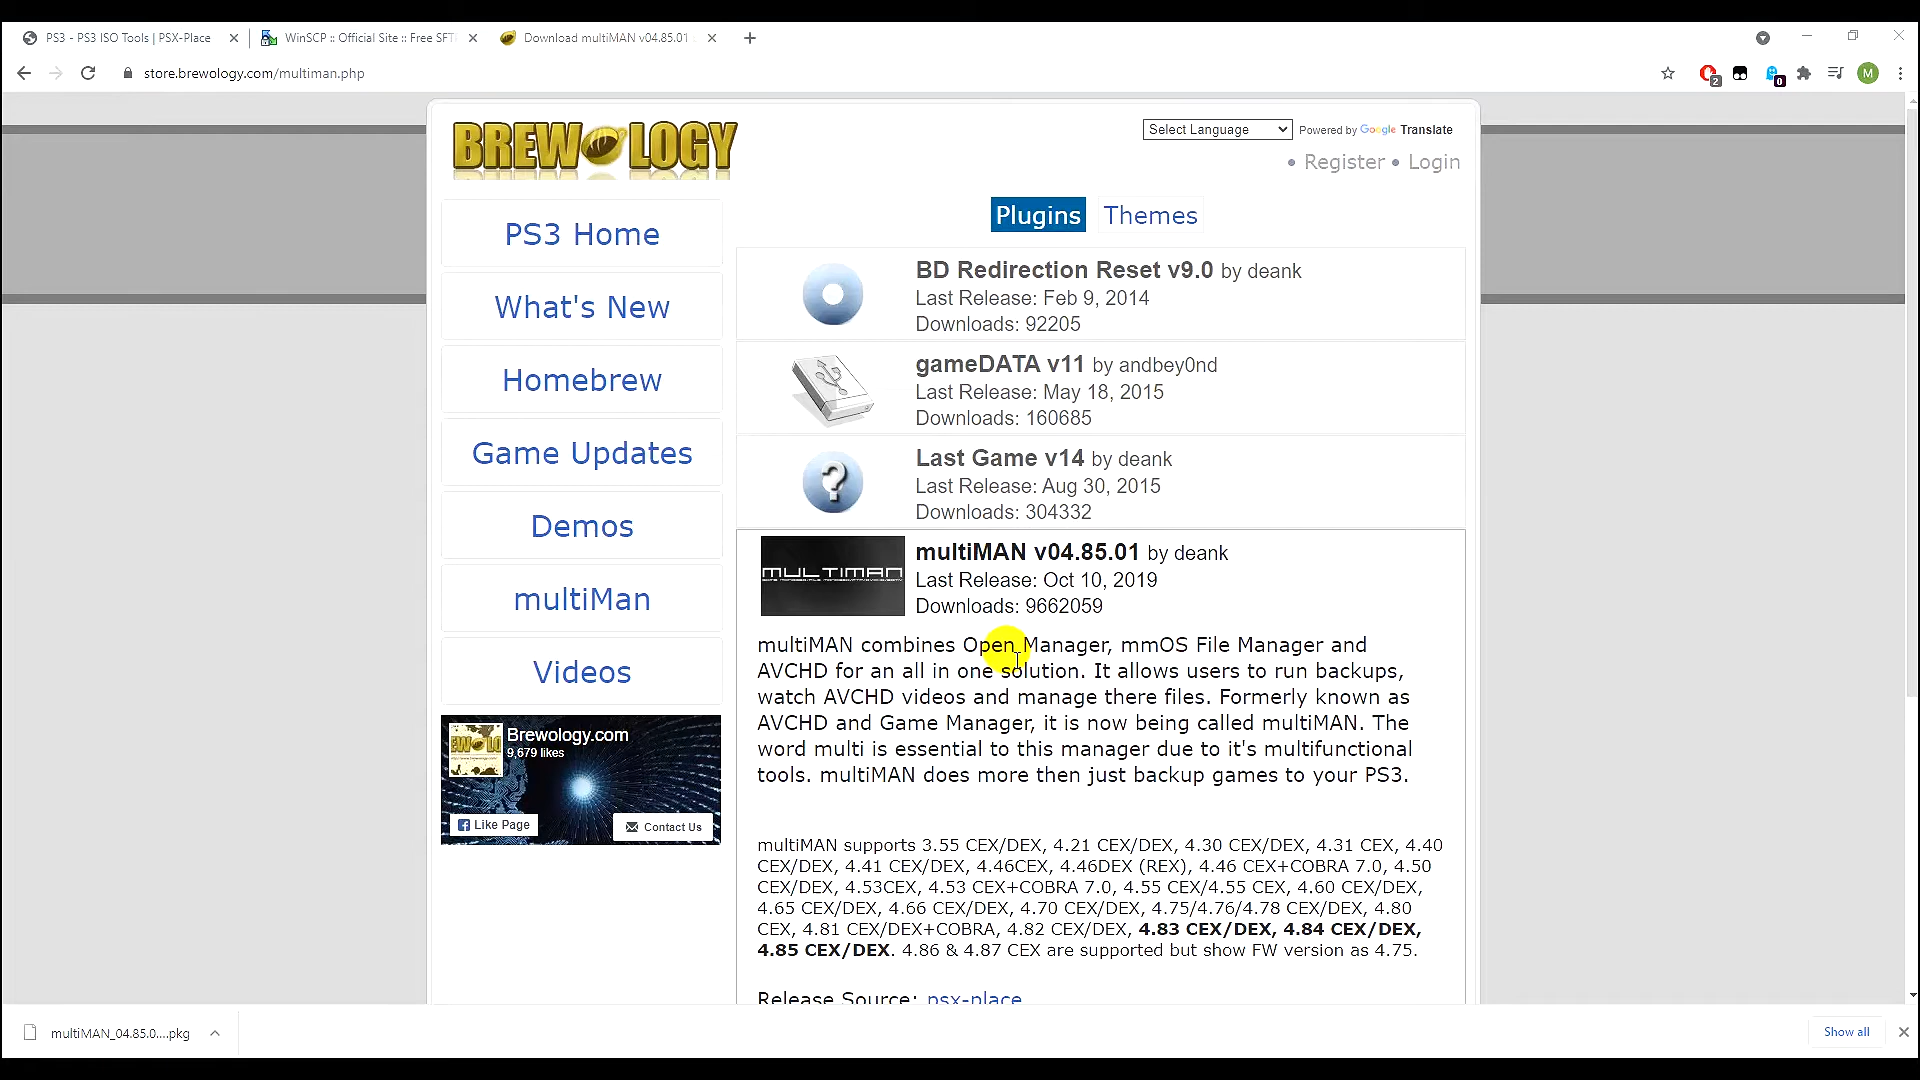 PS3 - PS3 ISO Tools | PSX-Place
WinSCP :: Official Site :: Free SFT
Download multiMAN v04.85.01
store.brewology.com/multiman.php
2
0
M
BREWOLOGY
Select Language
Powered by Google Translate
• Register • Login
Plugins
Themes
PS3 Home
What's New
Homebrew
Game Updates
Demos
multiMan
Videos
BD Redirection Reset v9.0 by deank
Last Release: Feb 9, 2014
Downloads: 92205
gameDATA v11 by andbey0nd
Last Release: May 18, 2015
Downloads: 160685
Last Game v14 by deank
Last Release: Aug 30, 2015
Downloads: 304332
MULTIMAN
multiMAN v04.85.01 by deank
Last Release: Oct 10, 2019
Downloads: 9662059
multiMAN combines Open Manager, mmOS File Manager and
AVCHD for an all in one solution. It allows users to run backups,
watch AVCHD videos and manage there files. Formerly known as
AVCHD and Game Manager, it is now being called multiMAN. The
word multi is essential to this manager due to it's multifunctional
tools. multiMAN does more then just backup games to your PS3.
multiMAN supports 3.55 CEX/DEX, 4.21 CEX/DEX, 4.30 CEX/DEX, 4.31 CEX, 4.40
CEX/DEX, 4.41 CEX/DEX, 4.46CEX, 4.46DEX (REX), 4.46 CEX+COBRA 7.0, 4.50
CEX/DEX, 4.53CEX, 4.53 CEX+COBRA 7.0, 4.55 CEX/4.55 CEX, 4.60 CEX/DEX,
4.65 CEX/DEX, 4.66 CEX/DEX, 4.70 CEX/DEX, 4.75/4.76/4.78 CEX/DEX, 4.80
CEX, 4.81 CEX/DEX+COBRA, 4.82 CEX/DEX, 4.83 CEX/DEX, 4.84 CEX/DEX,
4.85 CEX/DEX. 4.86 & 4.87 CEX are supported but show FW version as 4.75.
Release Source: psx-place
Brewology.com
9,679 likes
Like Page
Contact Us
multiMAN_04.85.0....pkg
Show all